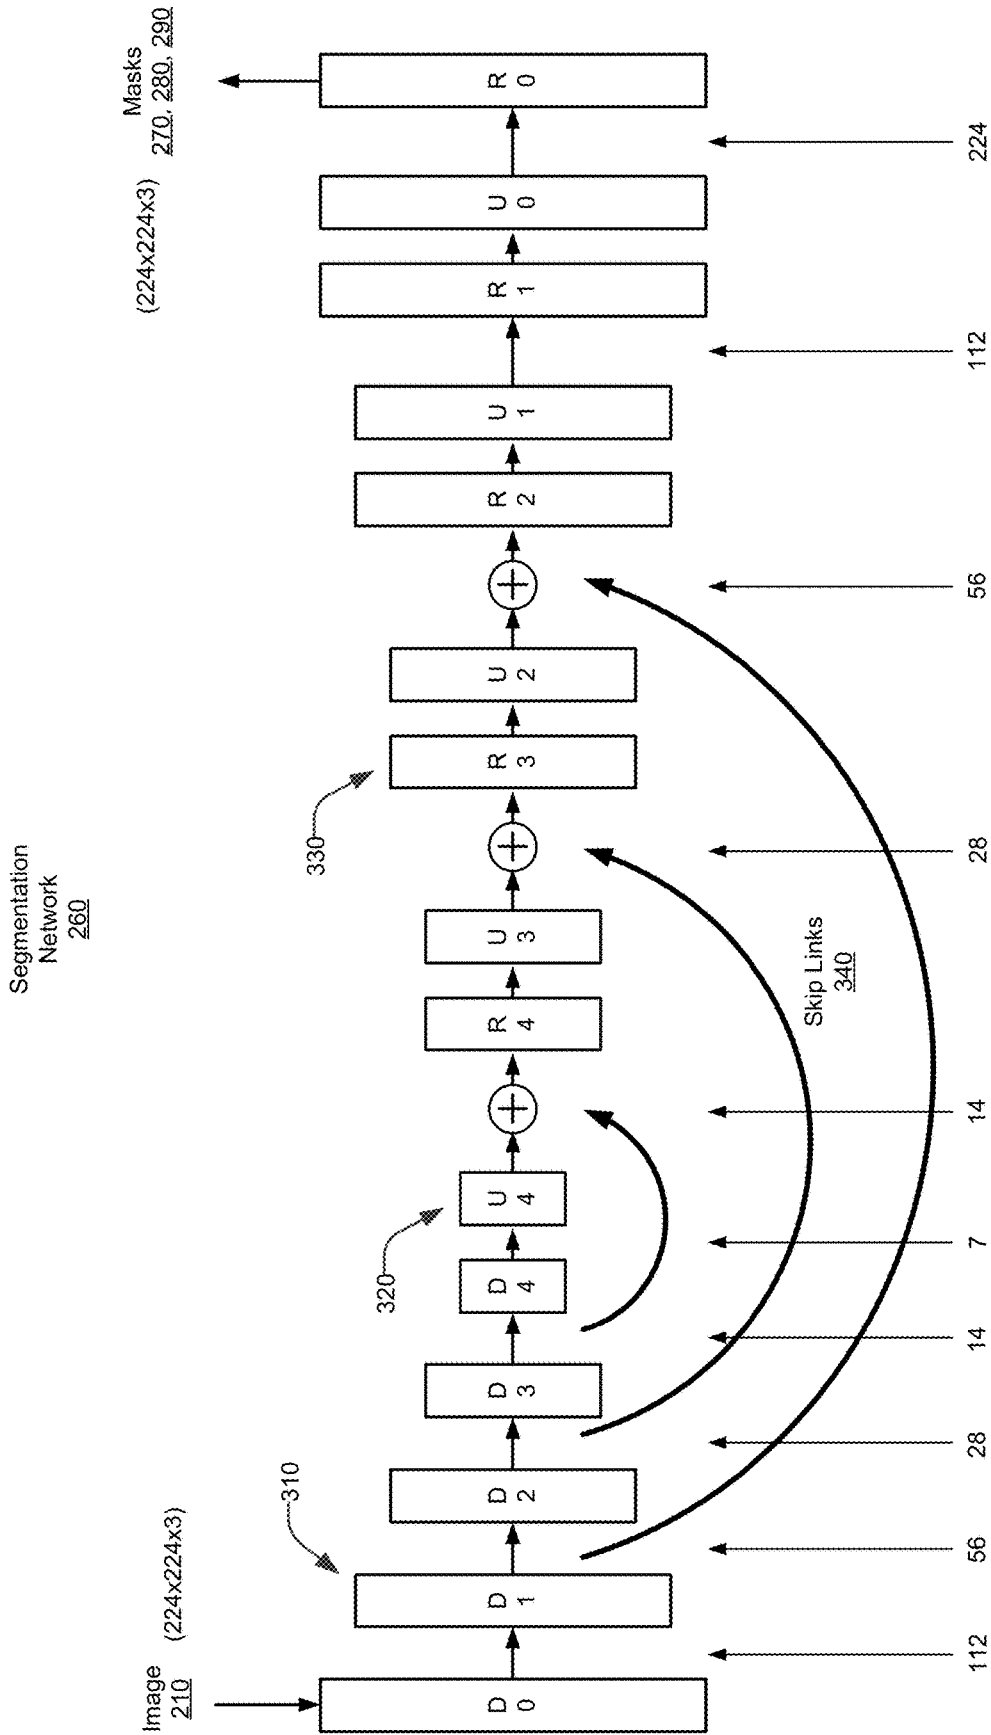 Segmentation
Network
260
Image
210
(224x224x3)
Masks
270, 280, 290
(224x224x3)
310
320
330
D
0
D
1
D
2
D
3
D
4
U
4
+
R
4
U
3
+
R
3
U
2
+
R
2
U
1
R
1
U
0
R
0
Skip Links
340
112
56
28
14
7
14
28
56
112
224